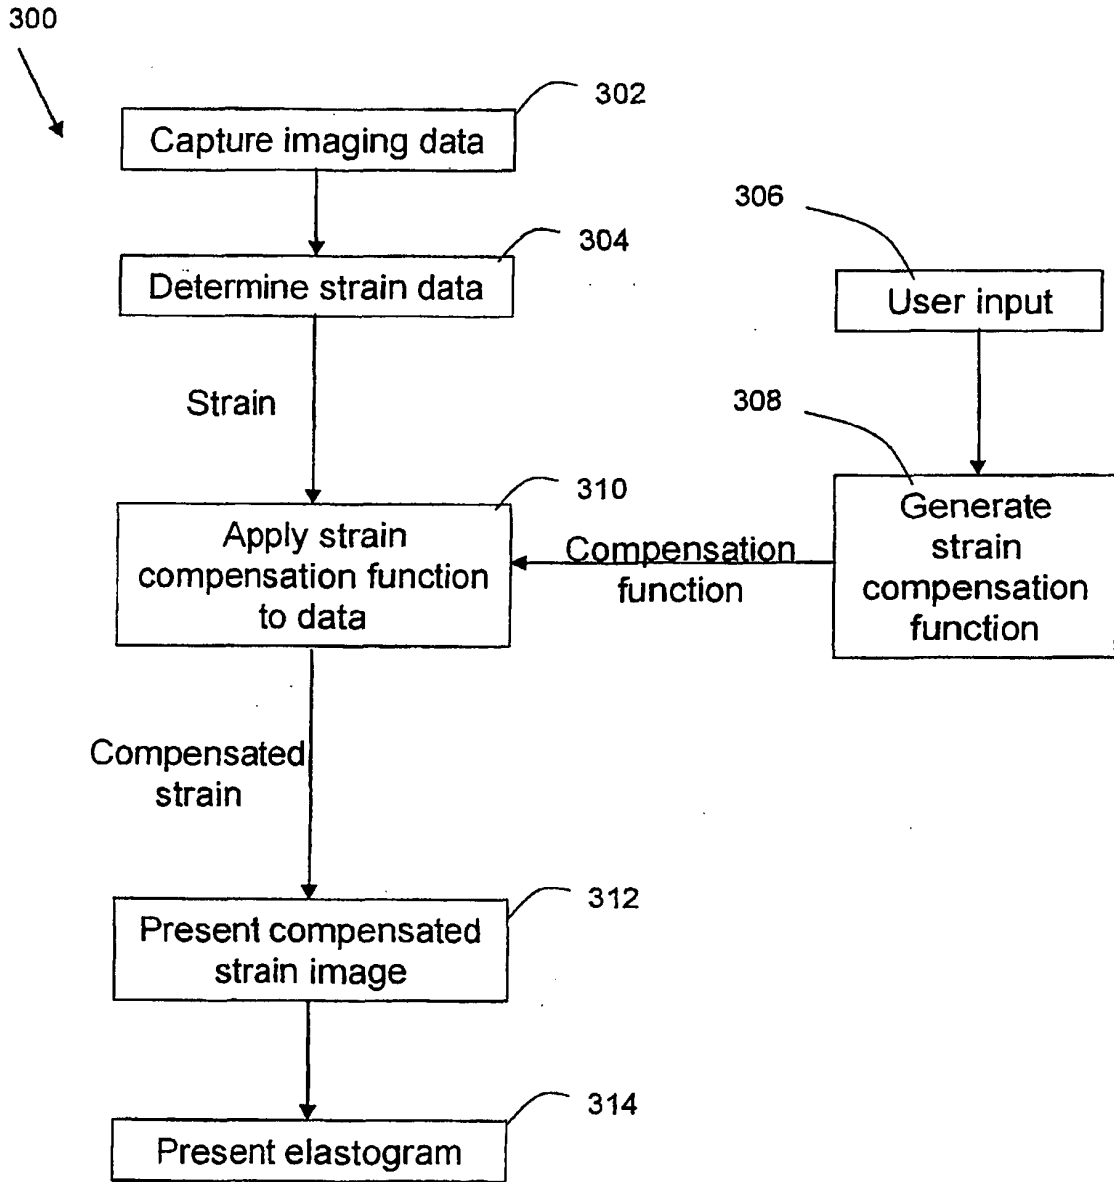 300
302
Capture imaging data
304
Determine strain data
306
User input
Strain
308
Generate
strain
compensation
function
310
Apply strain
compensation function
to data
Compensation
function
Compensated
strain
312
Present compensated
strain image
314
Present elastogram